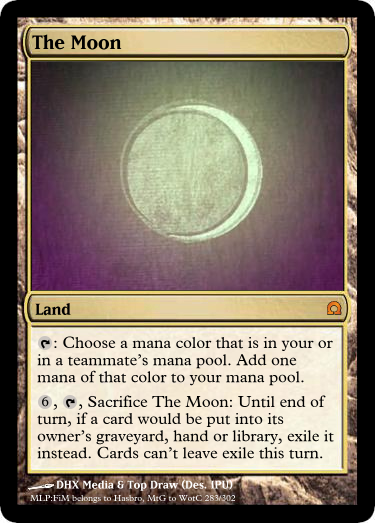 The Moon
Land
: Choose a mana color that is in your or
in a teammate's mana pool. Add one
mana of that color to your mana pool.
6, , Sacrifice The Moon: Until end of
turn, if a card would be put into its
owner's graveyard, hand or library, exile it
instead. Cards can't leave exile this turn.
DHX Media & Top Draw (Des. IPU)
MLP:FiM belongs to Hasbro, MtG to WotC 283/302